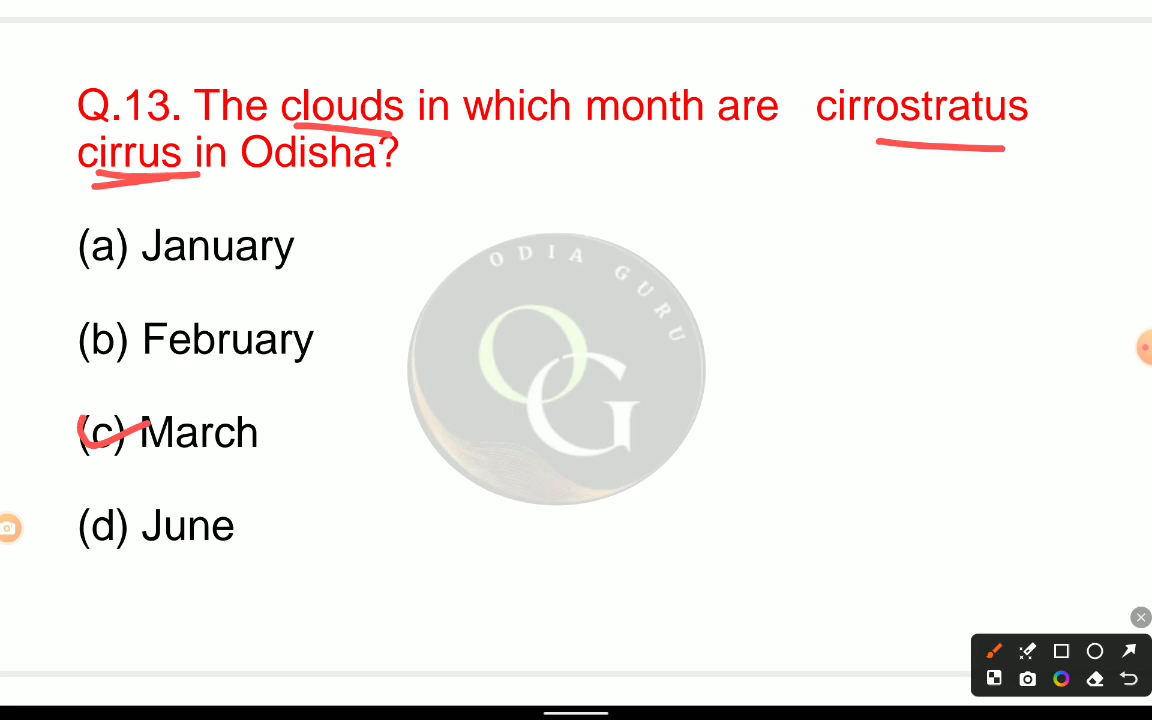 Q.13. The clouds in which month are cirrostratus
cirrus in Odisha?
(a) January
(b) February
(c) March
(d) June
ODIA GURU
OG